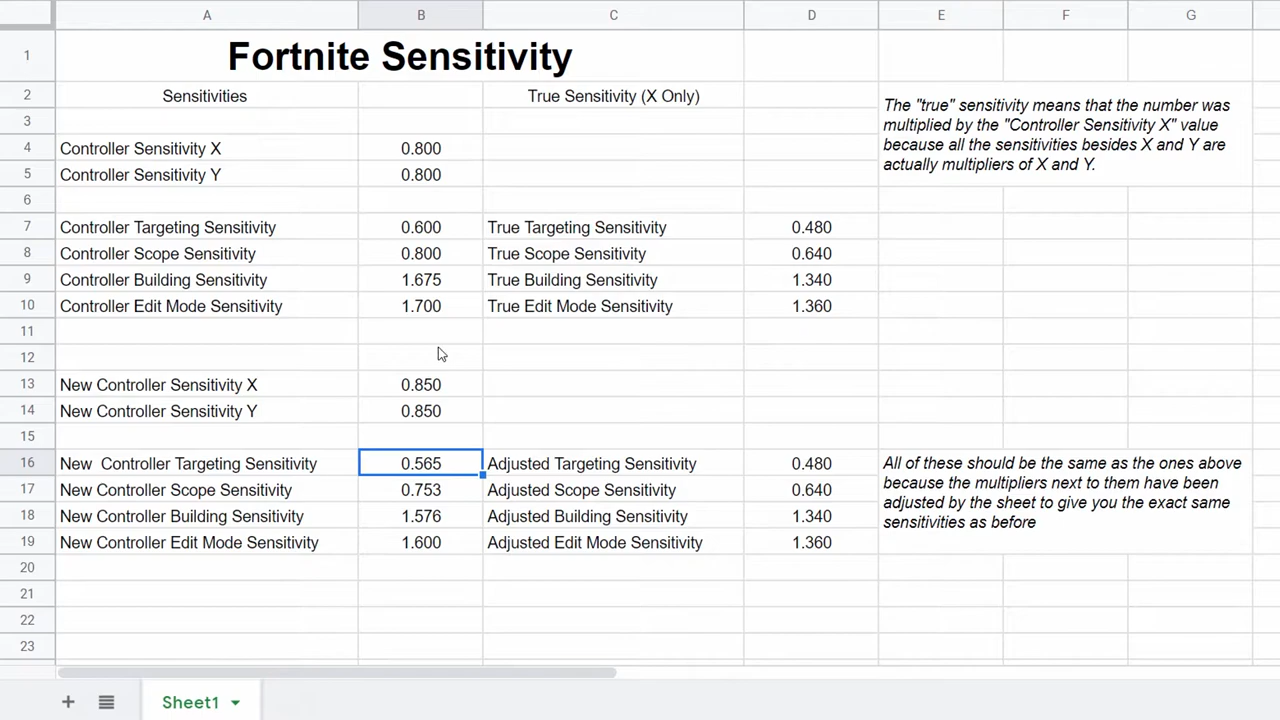 A B C D E F G
1 Fortnite Sensitivity
2 Sensitivities True Sensitivity (X Only)
The "true" sensitivity means that the number was
multiplied by the "Controller Sensitivity X" value
because all the sensitivities besides X and Y are
actually multipliers of X and Y.
3
4 Controller Sensitivity X 0.800
5 Controller Sensitivity Y 0.800
6
7 Controller Targeting Sensitivity 0.600 True Targeting Sensitivity 0.480
8 Controller Scope Sensitivity 0.800 True Scope Sensitivity 0.640
9 Controller Building Sensitivity 1.675 True Building Sensitivity 1.340
10 Controller Edit Mode Sensitivity 1.700 True Edit Mode Sensitivity 1.360
11
12
13 New Controller Sensitivity X 0.850
14 New Controller Sensitivity Y 0.850
15
16 New Controller Targeting Sensitivity 0.565 Adjusted Targeting Sensitivity 0.480
17 New Controller Scope Sensitivity 0.753 Adjusted Scope Sensitivity 0.640
18 New Controller Building Sensitivity 1.576 Adjusted Building Sensitivity 1.340
19 New Controller Edit Mode Sensitivity 1.600 Adjusted Edit Mode Sensitivity 1.360
All of these should be the same as the ones above
because the multipliers next to them have been
adjusted by the sheet to give you the exact same
sensitivities as before
20
21
22
23
Sheet1